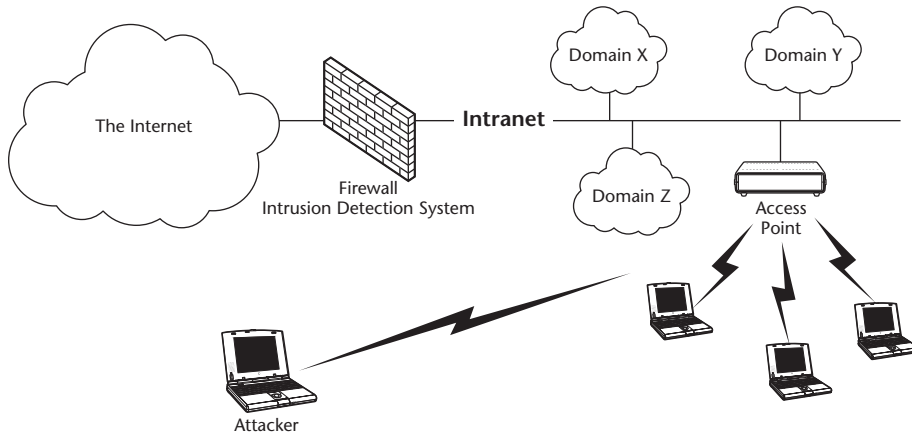 Domain X
Domain Y
The Internet
Intranet
Firewall
Intrusion Detection System
Domain Z
Access
Point
Attacker